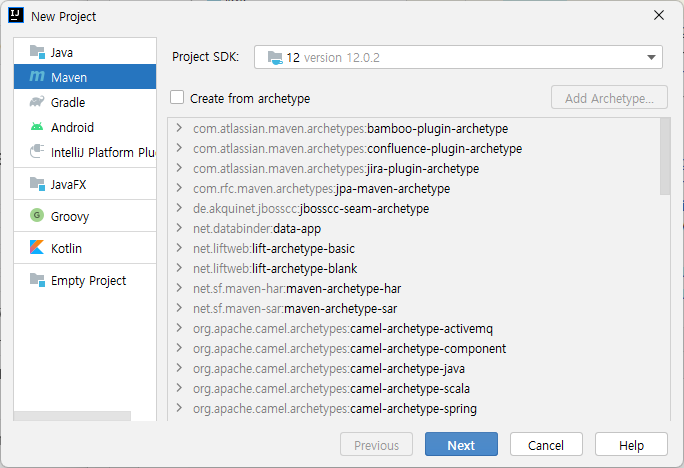 IJ
New Project
Java
Maven
Gradle
Android
IntelliJ Platform Plu
JavaFX
Groovy
Kotlin
Empty Project
Project SDK: 12 version 12.0.2
Create from archetype
Add Archetype...
com.atlassian.maven.archetypes:bamboo-plugin-archetype
com.atlassian.maven.archetypes:confluence-plugin-archetype
com.atlassian.maven.archetypes:jira-plugin-archetype
com.rfc.maven.archetypes:jpa-maven-archetype
de.akquinet.jbosscc:jbosscc-seam-archetype
net.databinder:data-app
net.liftweb:lift-archetype-basic
net.liftweb:lift-archetype-blank
net.sf.maven-har:maven-archetype-har
net.sf.maven-sar:maven-archetype-sar
org.apache.camel.archetypes:camel-archetype-activemq
org.apache.camel.archetypes:camel-archetype-component
org.apache.camel.archetypes:camel-archetype-java
org.apache.camel.archetypes:camel-archetype-scala
org.apache.camel.archetypes:camel-archetype-spring
Previous
Next
Cancel
Help